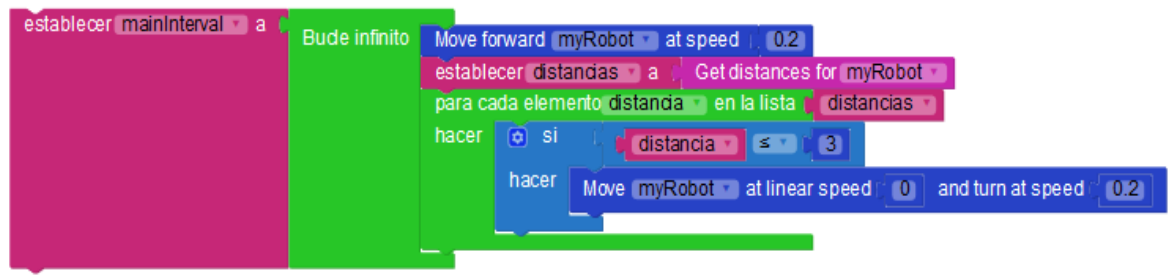 establecer mainInterval a Bude infinito
Move forward myRobot at speed 0.2
establecer distancias a Get distances for myRobot
para cada elemento distancia en la lista distancias
hacer si distancia ≤ 3
hacer Move myRobot at linear speed 0 and turn at speed 0.2